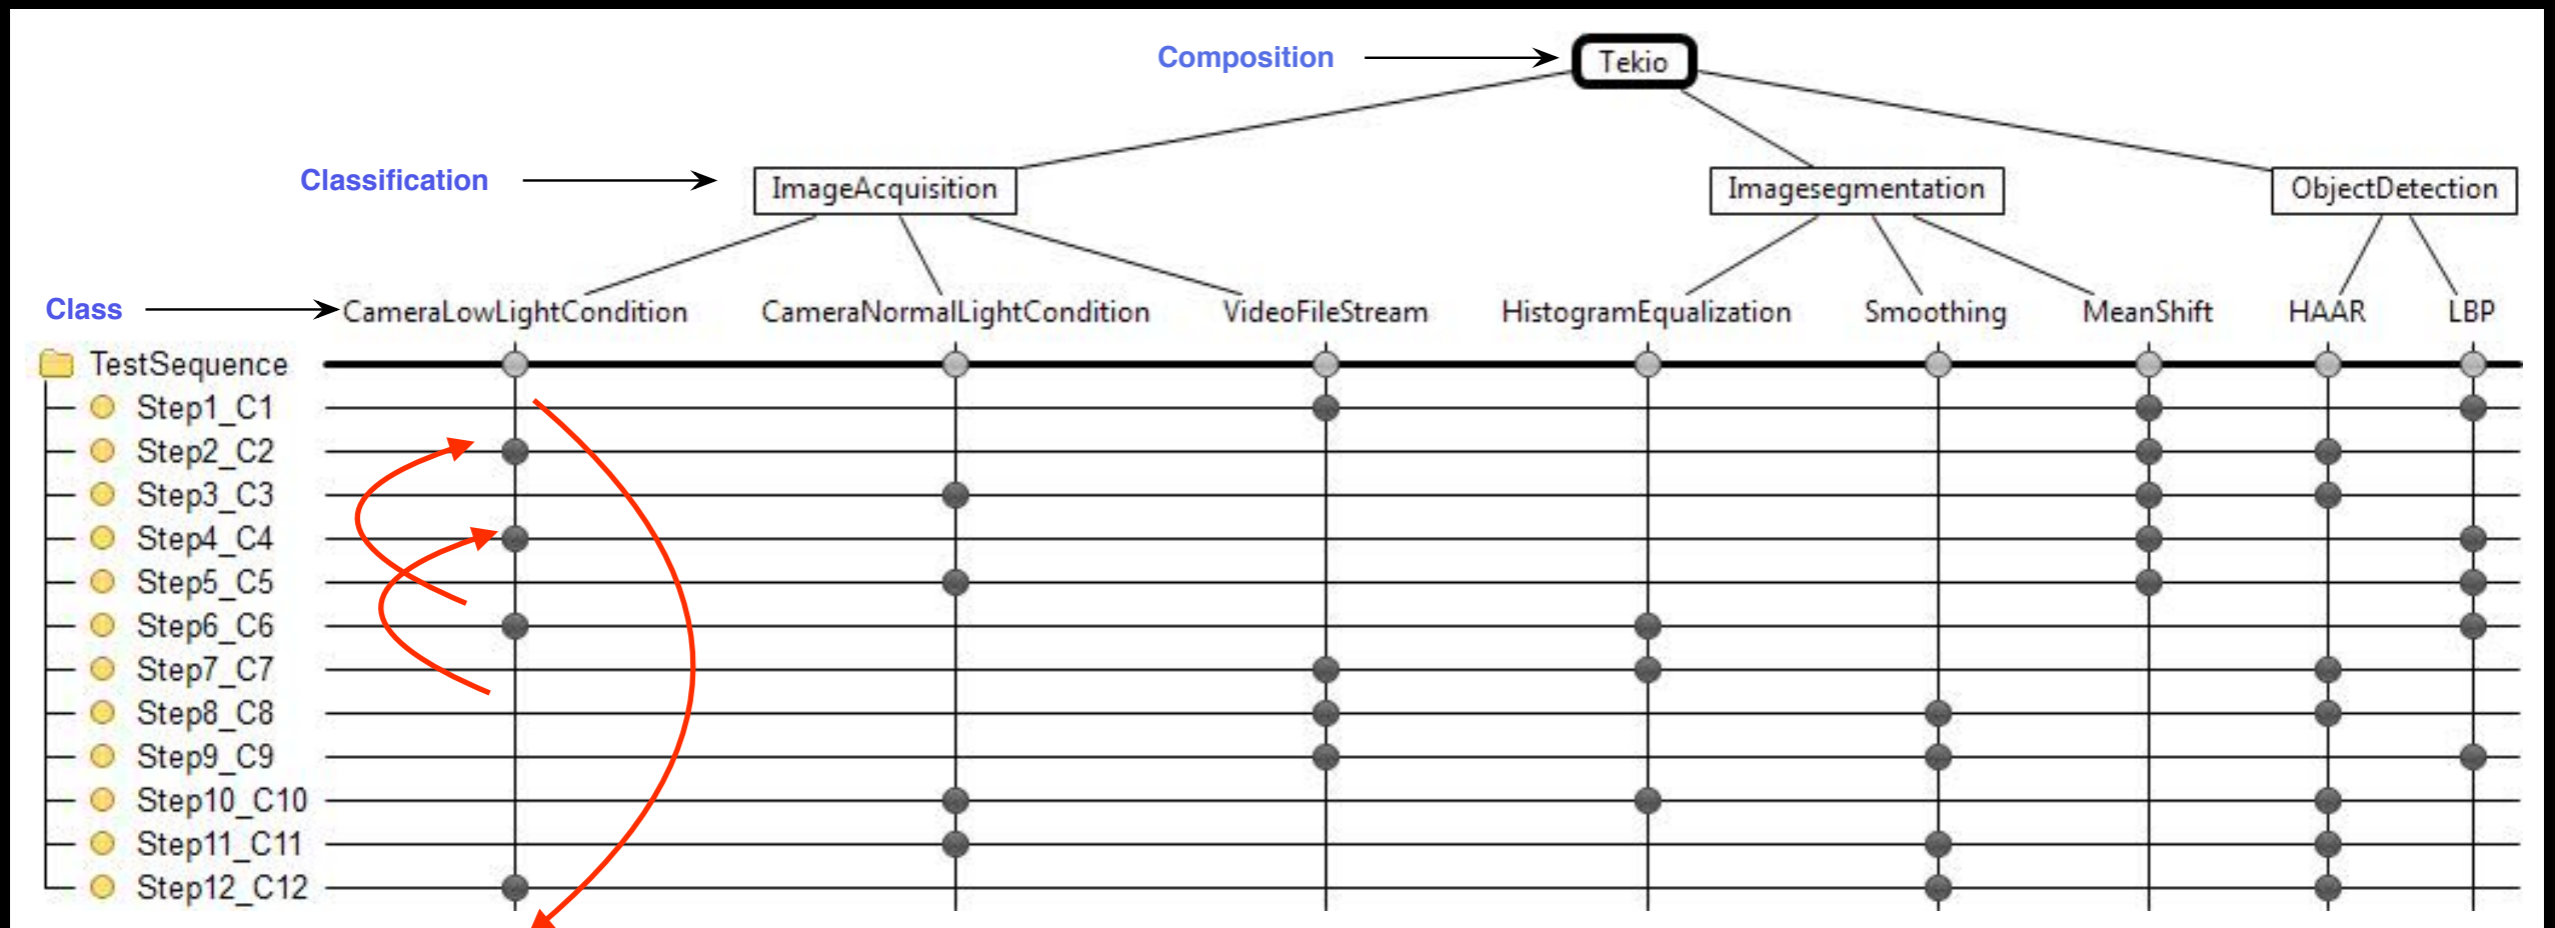 Composition
Tekio
Classification
ImageAcquisition
Imagesegmentation
ObjectDetection
Class
CameraLowLightCondition
CameraNormalLightCondition
VideoFileStream
HistogramEqualization
Smoothing
MeanShift
HAAR
LBP
TestSequence
Step1_C1
Step2_C2
Step3_C3
Step4_C4
Step5_C5
Step6_C6
Step7_C7
Step8_C8
Step9_C9
Step10_C10
Step11_C11
Step12_C12